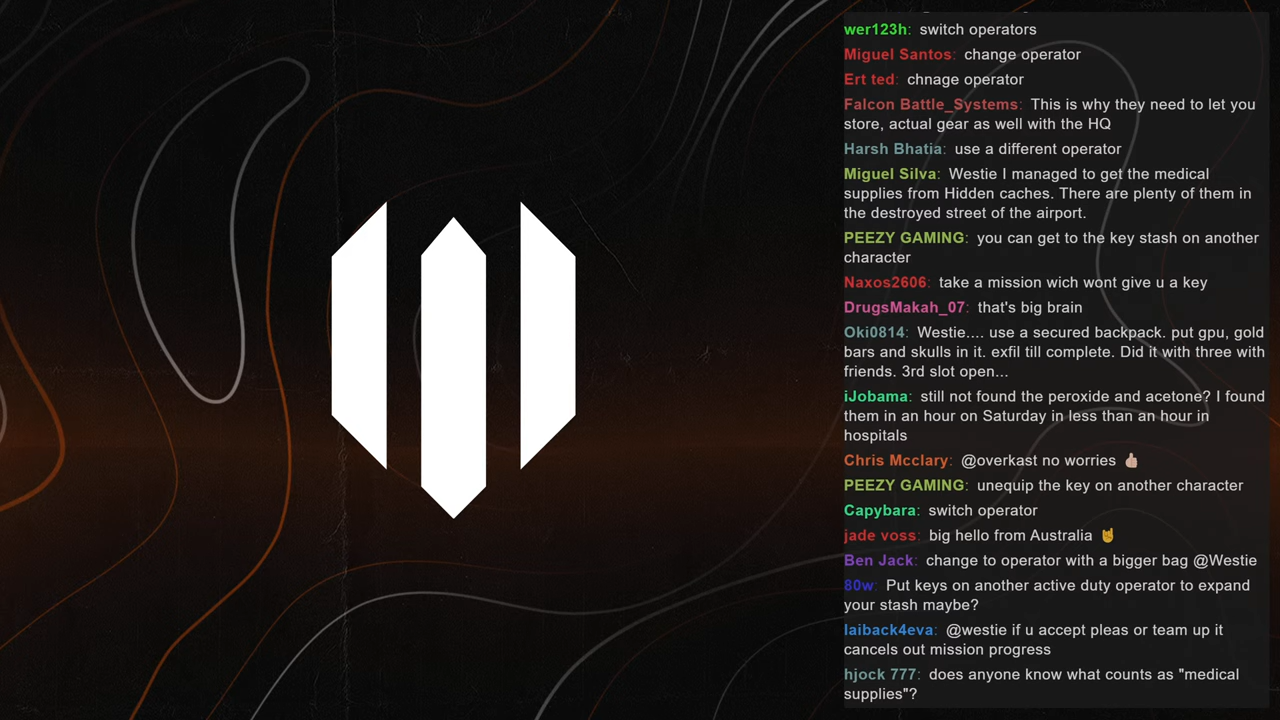 wer123h: switch operators
Miguel Santos: change operator
Ert ted: chnage operator
Falcon Battle_Systems: This is why they need to let you
store, actual gear as well with the HQ
Harsh Bhatia: use a different operator
Miguel Silva: Westie I managed to get the medical
supplies from Hidden caches. There are plenty of them in
the destroyed street of the airport.
PEEZY GAMING: you can get to the key stash on another
character
Naxos2606: take a mission wich wont give u a key
DrugsMakah_07: that's big brain
Oki0814: Westie.... use a secured backpack. put gpu, gold
bars and skulls in it. exfil till complete. Did it with three with
friends. 3rd slot open...
iJobama: still not found the peroxide and acetone? I found
them in an hour on Saturday in less than an hour in
hospitals
Chris Mcclary: @overkast no worries 👍🏼
PEEZY GAMING: unequip the key on another character
Capybara: switch operator
jade voss: big hello from Australia 🤘
Ben Jack: change to operator with a bigger bag @Westie
80w: Put keys on another active duty operator to expand
your stash maybe?
laiback4eva: @westie if u accept pleas or team up it
cancels out mission progress
hjock 777: does anyone know what counts as "medical
supplies"?